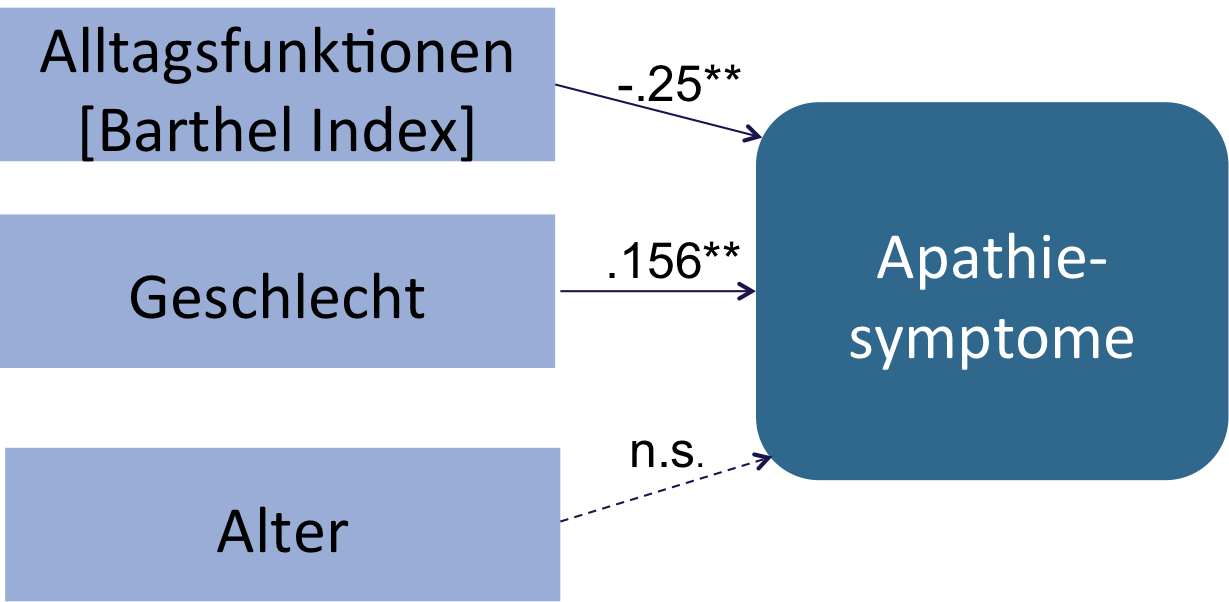 Alltagsfunktionen
[Barthel Index]
-.25**
Geschlecht
.156**
Apathie-
symptome
n.s.
Alter